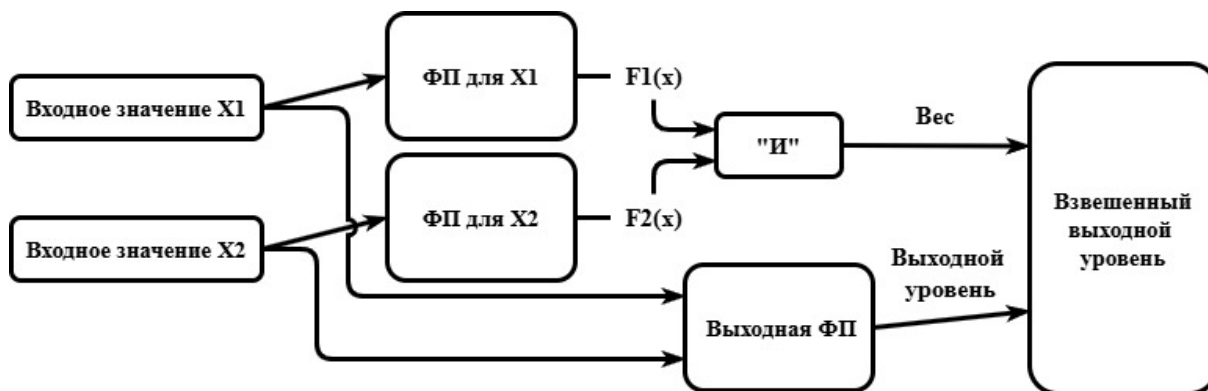 Входное значение X1
ФП для X1
F1(x)
"И"
Вес
Входное значение X2
ФП для X2
F2(x)
Выходная ФП
Выходной
уровень
Взвешенный
выходной
уровень